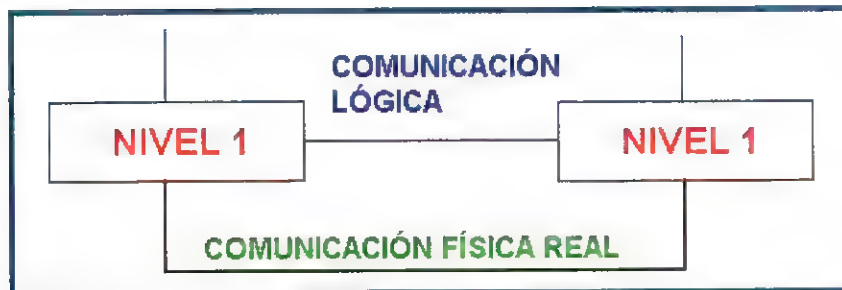 COMUNICACIÓN
LÓGICA
NIVEL 1
NIVEL 1
COMUNICACIÓN FÍSICA REAL